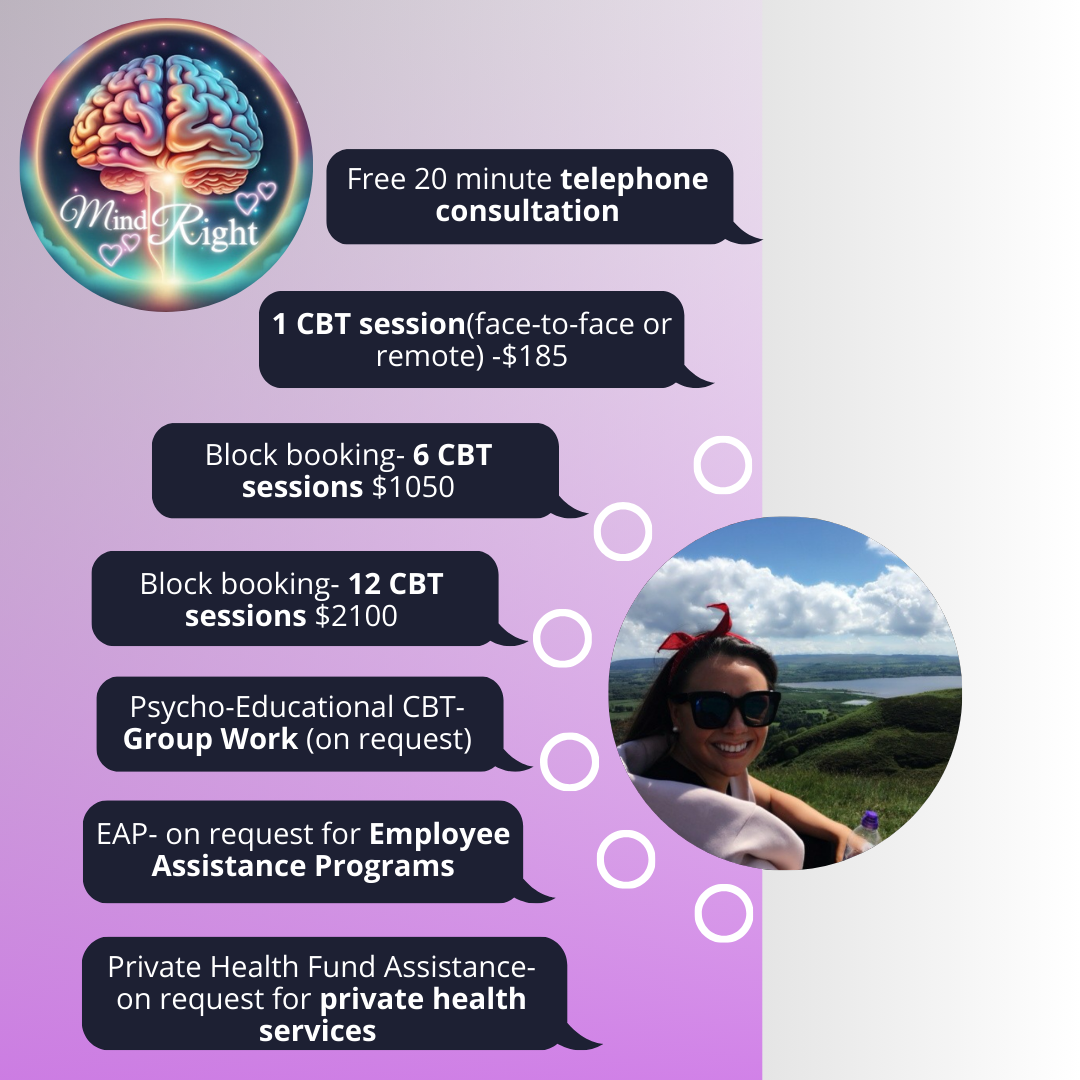 Mind Right
Free 20 minute telephone
consultation
1 CBT session(face-to-face or
remote) -$185
Block booking- 6 CBT
sessions $1050
Block booking- 12 CBT
sessions $2100
Psycho-Educational CBT-
Group Work (on request)
EAP- on request for Employee
Assistance Programs
Private Health Fund Assistance-
on request for private health
services